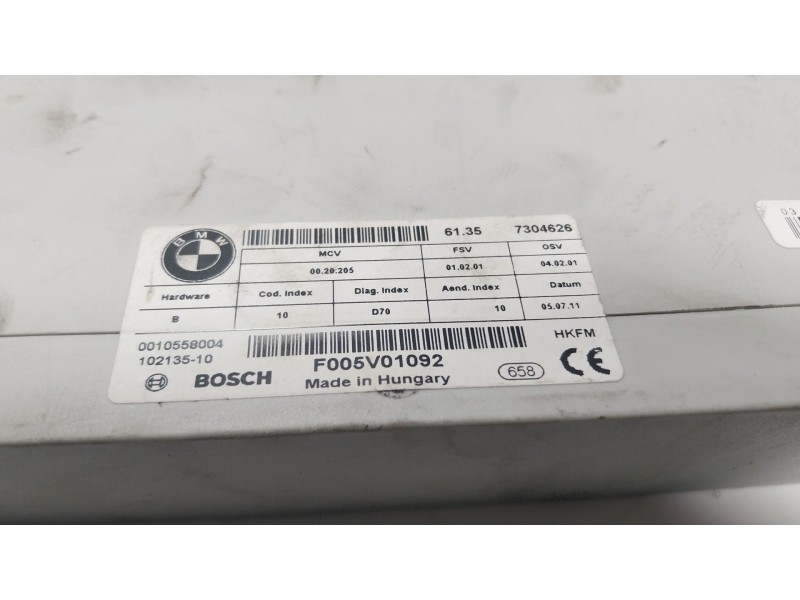 BMW 61.35 7304626
MCV FSV OSV
00.20.205 01.02.01 04.02.01
Hardware Cod. Index Diag. Index Aend. Index Datum
B 10 D70 10 05.07.11
0010558004 HKFM
102135-10 F005V01092
BOSCH Made in Hungary 658 CE
03.